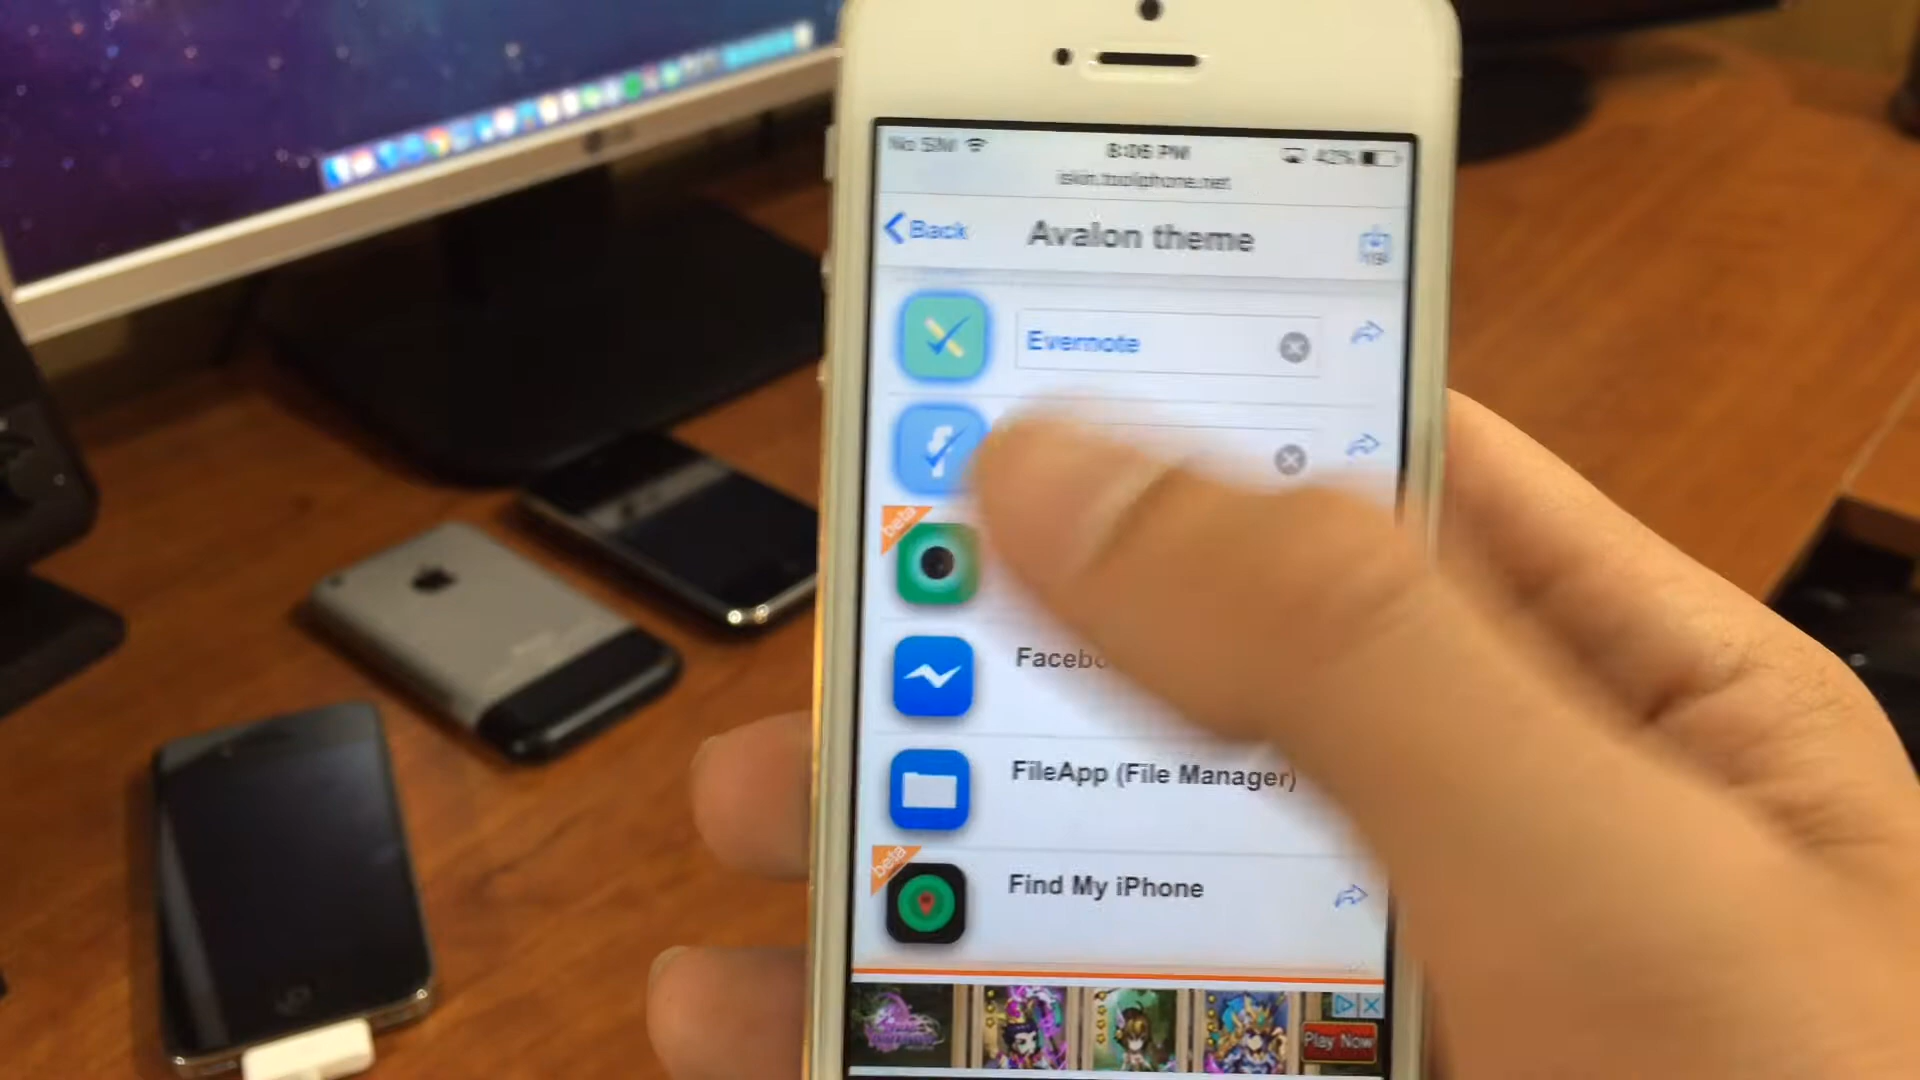 No SIM
8:06 PM
42%
iskin.toolphone.net
Back
Avalon theme
Evernote
beta
Facebo
FileApp (File Manager)
beta
Find My iPhone
Play Now